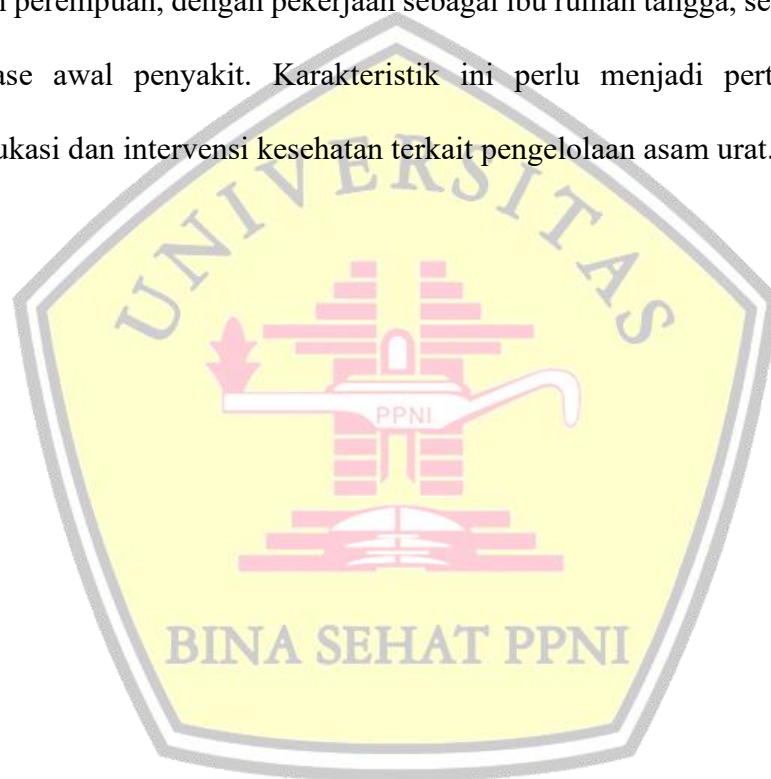 perempuan, dengan pekerjaan sebagai ibu rumah tangga, se
ase awal penyakit. Karakteristik ini perlu menjadi pert
ukasi dan intervensi kesehatan terkait pengelolaan asam urat.
UNIVERSITAS
PPNI
BINA SEHAT PPNI